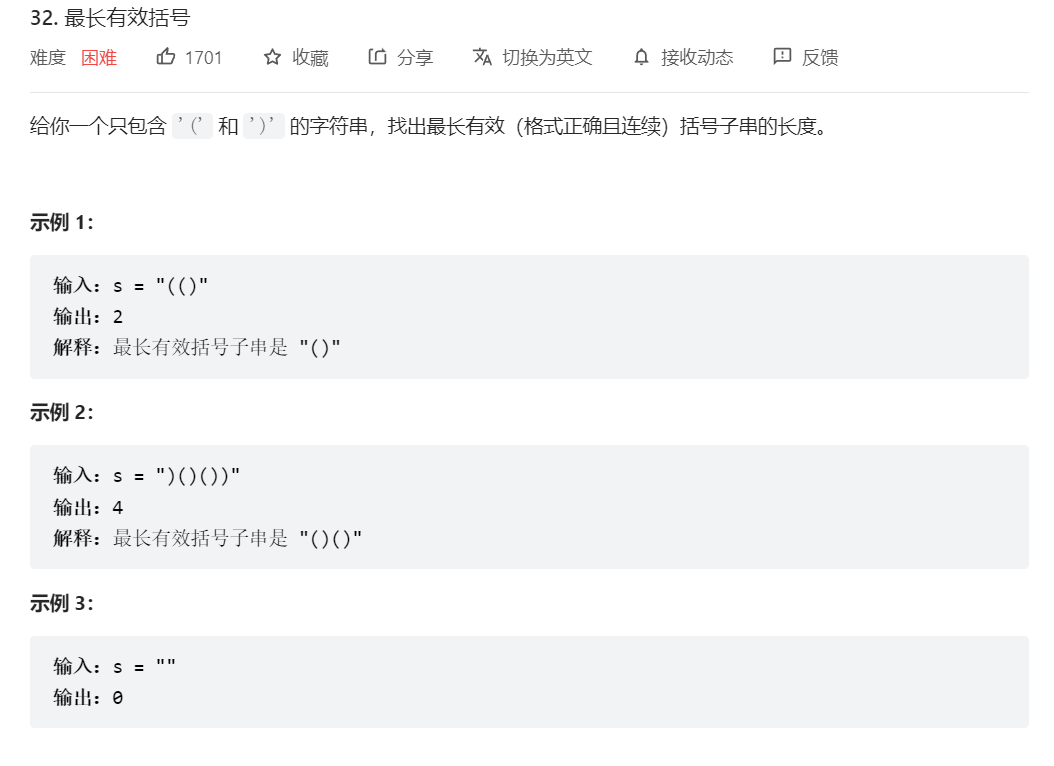 32. 最长有效括号
难度 困难 1701 收藏 分享 切换为英文 接收动态 反馈
给你一个只包含 '(' 和 ')' 的字符串，找出最长有效（格式正确且连续）括号子串的长度。
示例 1：
输入：s = "(()"
输出：2
解释：最长有效括号子串是 "()"
示例 2：
输入：s = ")()())"
输出：4
解释：最长有效括号子串是 "()()"
示例 3：
输入：s = ""
输出：0